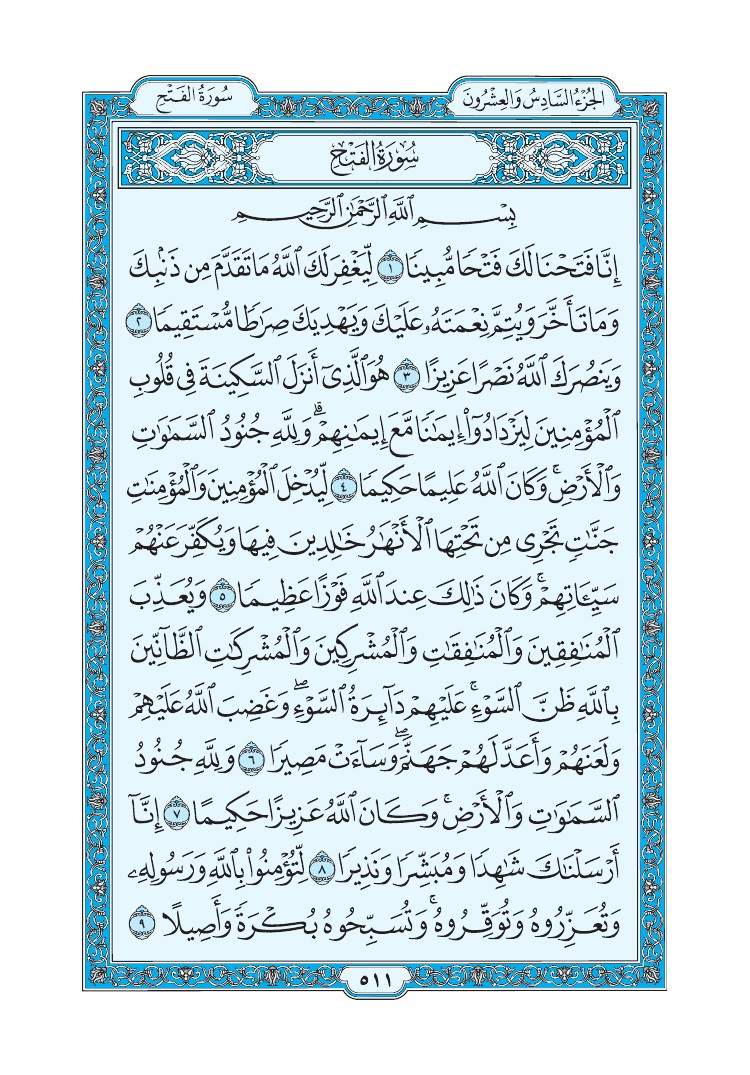 الجُزْءُ السَّادِسُ وَالعِشْرُونَ
سُورَةُ الفَتْحِ
سُورَةُ الفَتْحِ
بِسْمِ ٱللَّهِ ٱلرَّحْمَٰنِ ٱلرَّحِيمِ
إِنَّا فَتَحْنَا لَكَ فَتْحًا مُّبِينًا ١ لِّيَغْفِرَ لَكَ ٱللَّهُ مَا تَقَدَّمَ مِن ذَنۢبِكَ
وَمَا تَأَخَّرَ وَيُتِمَّ نِعْمَتَهُۥ عَلَيْكَ وَيَهْدِيَكَ صِرَٰطًا مُّسْتَقِيمًا ٢
وَيَنصُرَكَ ٱللَّهُ نَصْرًا عَزِيزًا ٣ هُوَ ٱلَّذِىٓ أَنزَلَ ٱلسَّكِينَةَ فِى قُلُوبِ
ٱلْمُؤْمِنِينَ لِيَزْدَادُوٓا۟ إِيمَٰنًا مَّعَ إِيمَٰنِهِمْ ۗ وَلِلَّهِ جُنُودُ ٱلسَّمَٰوَٰتِ
وَٱلْأَرْضِ ۚ وَكَانَ ٱللَّهُ عَلِيمًا حَكِيمًا ٤ لِّيُدْخِلَ ٱلْمُؤْمِنِينَ وَٱلْمُؤْمِنَٰتِ
جَنَّٰتٍ تَجْرِى مِن تَحْتِهَا ٱلْأَنْهَٰرُ خَٰلِدِينَ فِيهَا وَيُكَفِّرَ عَنْهُمْ
سَيِّـَٔاتِهِمْ ۚ وَكَانَ ذَٰلِكَ عِندَ ٱللَّهِ فَوْزًا عَظِيمًا ٥ وَيُعَذِّبَ
ٱلْمُنَٰفِقِينَ وَٱلْمُنَٰفِقَٰتِ وَٱلْمُشْرِكِينَ وَٱلْمُشْرِكَٰتِ ٱلظَّآنِّينَ
بِٱللَّهِ ظَنَّ ٱلسَّوْءِ ۚ عَلَيْهِمْ دَآئِرَةُ ٱلسَّوْءِ ۖ وَغَضِبَ ٱللَّهُ عَلَيْهِمْ
وَلَعَنَهُمْ وَأَعَدَّ لَهُمْ جَهَنَّمَ ۖ وَسَآءَتْ مَصِيرًا ٦ وَلِلَّهِ جُنُودُ
ٱلسَّمَٰوَٰتِ وَٱلْأَرْضِ ۚ وَكَانَ ٱللَّهُ عَزِيزًا حَكِيمًا ٧ إِنَّآ
أَرْسَلْنَٰكَ شَٰهِدًا وَمُبَشِّرًا وَنَذِيرًا ٨ لِّتُؤْمِنُوا۟ بِٱللَّهِ وَرَسُولِهِۦ
وَتُعَزِّرُوهُ وَتُوَقِّرُوهُ ۚ وَتُسَبِّحُوهُ بُكْرَةً وَأَصِيلًا ٩
٥١١